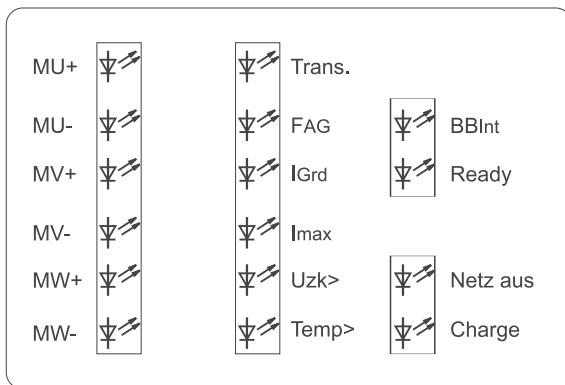 MU+ Trans.
MU- FAG BBInt
MV+ IGrd Ready
MV- Imax
MW+ Uzk> Netz aus
MW- Temp> Charge